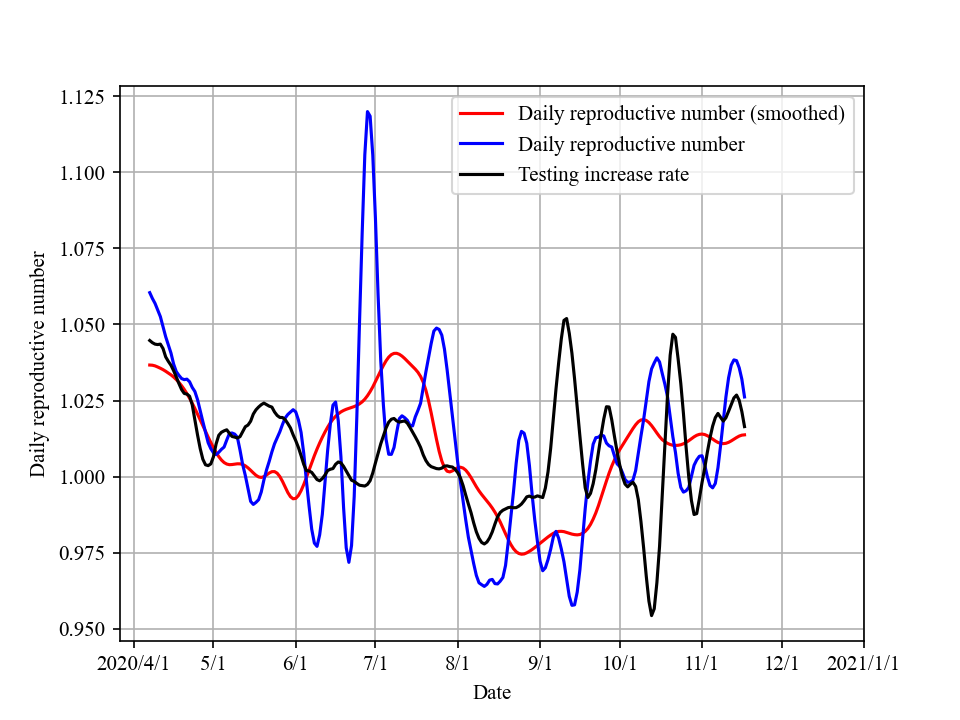 Daily reproductive number (smoothed)
Daily reproductive number
Testing increase rate
1.125
1.100
1.075
1.050
1.025
1.000
0.975
0.950
Daily reproductive number
2020/4/1 5/1 6/1 7/1 8/1 9/1 10/1 11/1 12/1 2021/1/1
Date